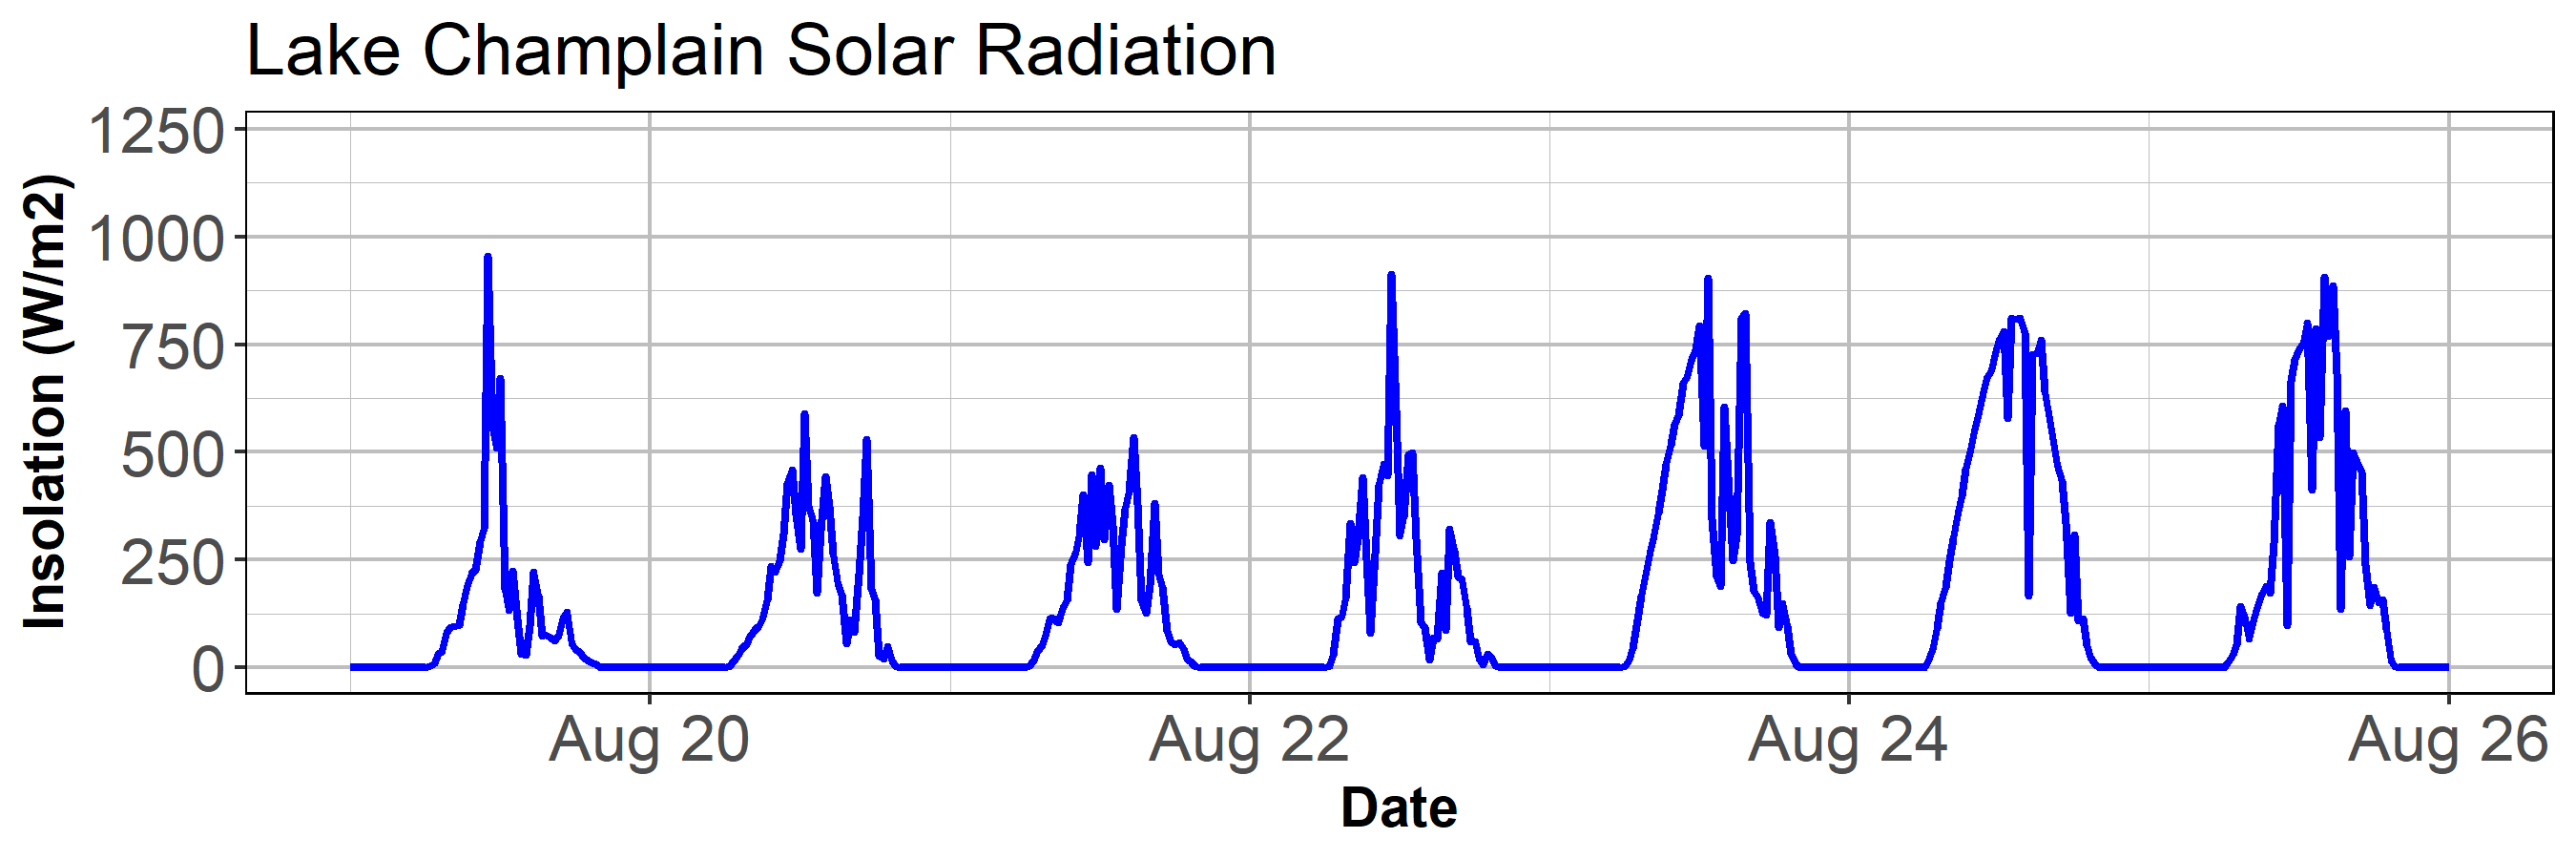 Lake Champlain Solar Radiation
1250
1000
750
500
250
0
Insolation (W/m2)
Aug 20 Aug 22 Aug 24 Aug 26
Date